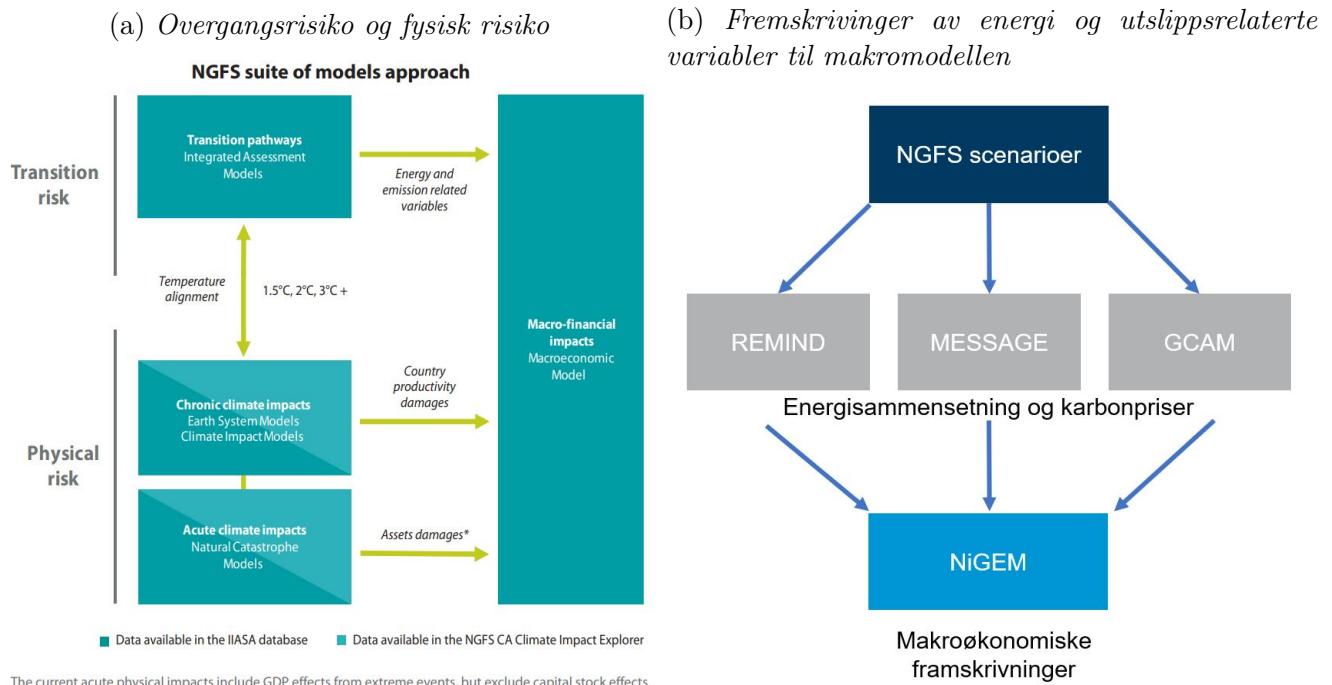 (a) Overgangsrisiko og fysisk risiko
NGFS suite of models approach
Transition risk
Transition pathways
Integrated Assessment
Models
Energy and
emission related
variables
Temperature
alignment
1.5°C, 2°C, 3°C +
Macro-financial
impacts
Macroeconomic
Model
Physical
risk
Chronic climate impacts
Earth System Models
Climate Impact Models
Country
productivity
damages
Acute climate impacts
Natural Catastrophe
Models
Assets damages*
Data available in the IIASA database
Data available in the NGFS CA Climate Impact Explorer
The current acute physical impacts include GDP effects from extreme events, but exclude capital stock effects
(b) Fremskrivinger av energi og utslippsrelaterte
variabler til makromodellen
NGFS scenarioer
REMIND
MESSAGE
GCAM
Energisammensetning og karbonpriser
NiGEM
Makroøkonomiske
framskrivninger